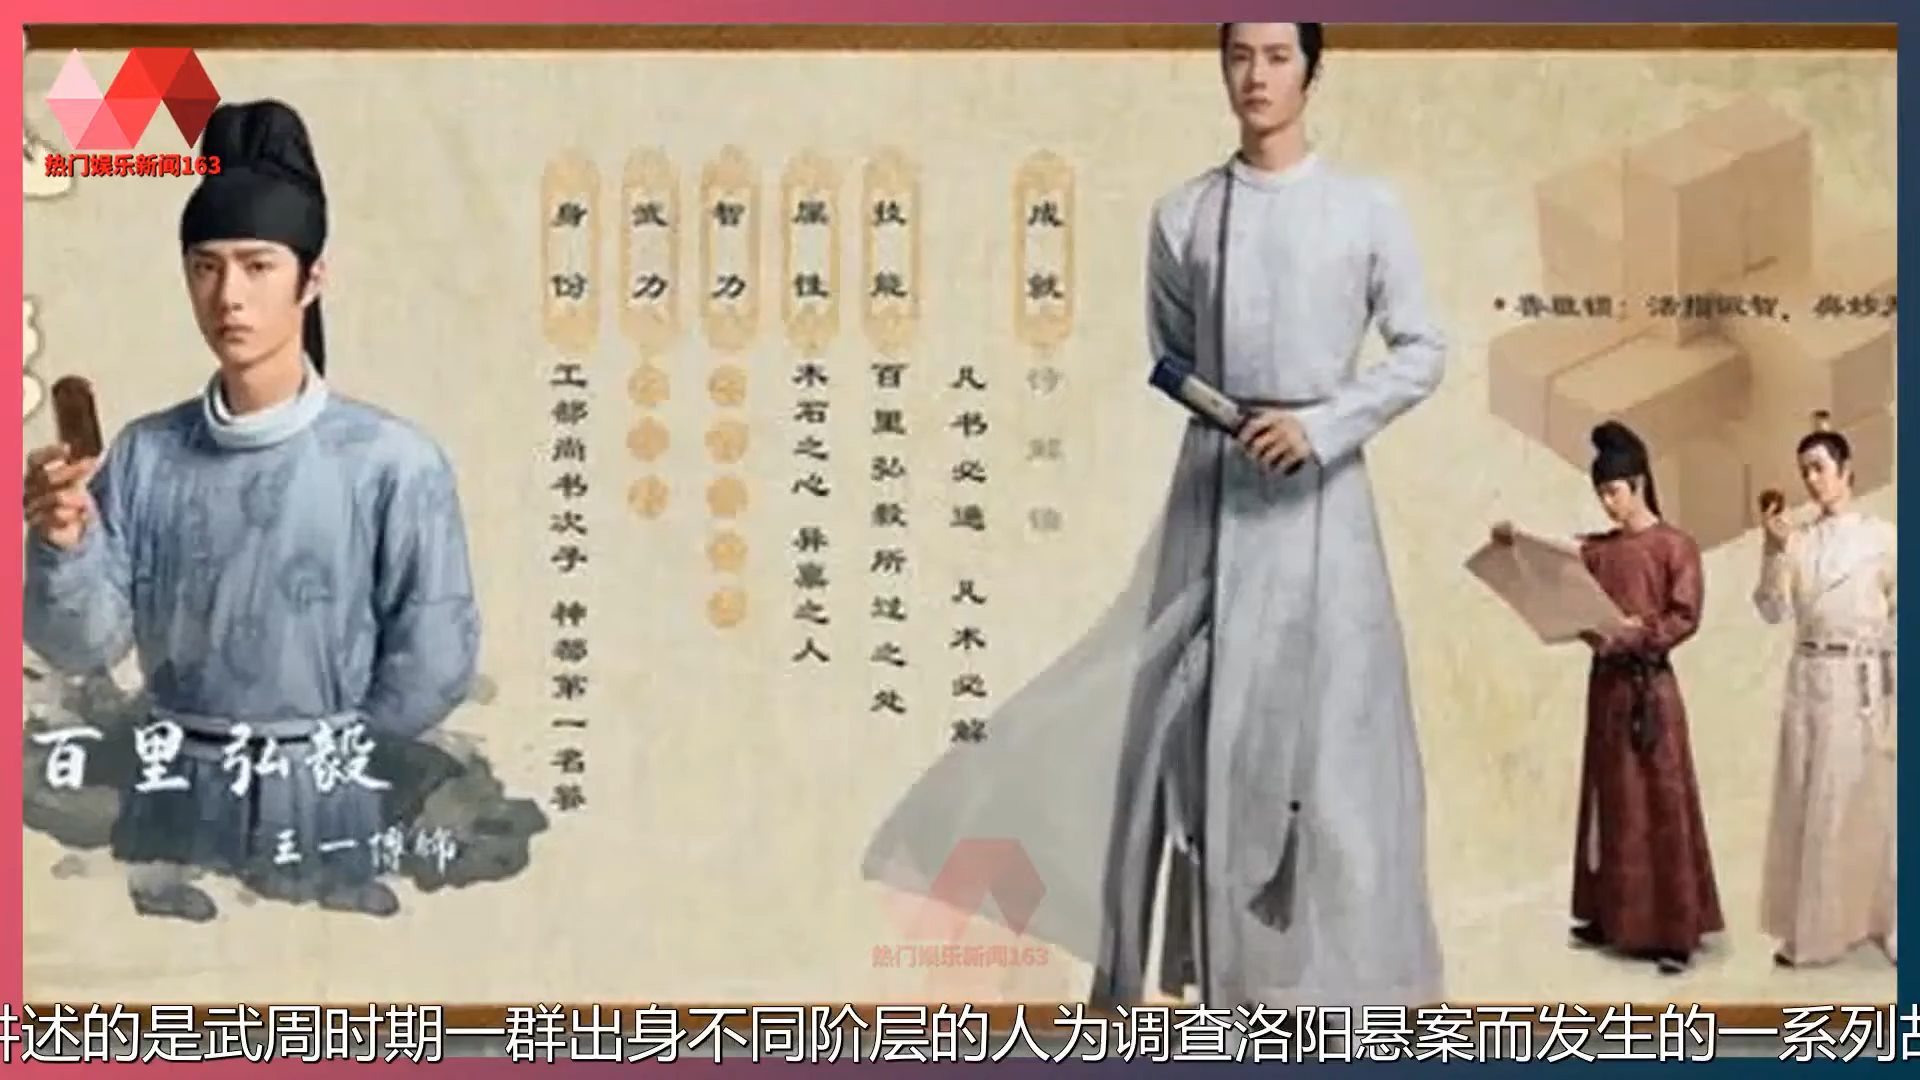 热门娱乐新闻163
身份
工部尚书次子 神都第一名答
武力
智力
属性
木石之心 异禀之人
技能
百里弘毅所过之处
凡书必通 凡木必解
成就
待解锁
百里弘毅
王一博 饰
热门娱乐新闻163
讲述的是武周时期一群出身不同阶层的人为调查洛阳悬案而发生的一系列故